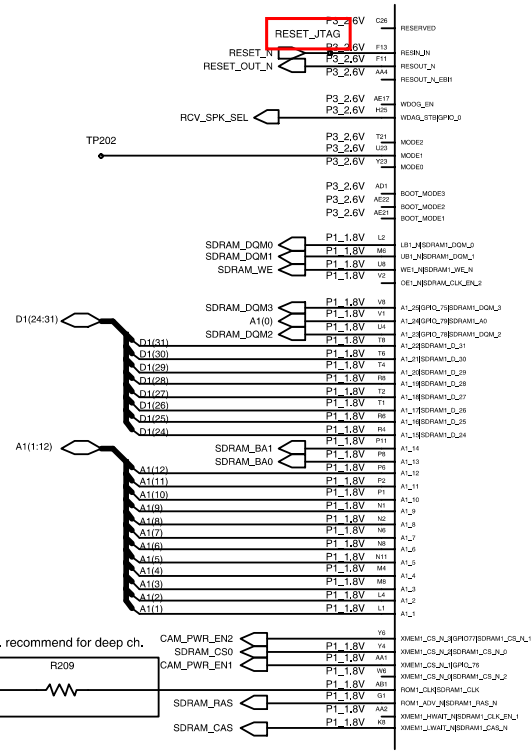 P3_2.6V C26 RESERVED
RESET_JTAG
RESET_N P3_2.6V F13 RESIN_IN
RESET_OUT_N P3_2.6V F11 RESOUT_N
P3_2.6V AA4 RESOUT_N_EBI1
P3_2.6V AE17 WDOG_EN
RCV_SPK_SEL P3_2.6V H25 WDAG_STB|GPIO_0
P3_2.6V T21 MODE2
TP202 P3_2.6V U23 MODE1
P3_2.6V Y23 MODE0
P3_2.6V AD1 BOOT_MODE3
P3_2.6V AE22 BOOT_MODE2
P3_2.6V AE21 BOOT_MODE1
SDRAM_DQM0 P1_1.8V L2 LB1_N|SDRAM1_DQM_0
SDRAM_DQM1 P1_1.8V M6 UB1_N|SDRAM1_DQM_1
SDRAM_WE P1_1.8V U8 WE1_N|SDRAM1_WE_N
P1_1.8V V2 OE1_N|SDRAM_CLK_EN_2
SDRAM_DQM3 P1_1.8V V8 A1_25|GPIO_75|SDRAM1_DQM_3
A1(0) P1_1.8V V1 A1_24|GPIO_79|SDRAM1_A0
SDRAM_DQM2 P1_1.8V U4 A1_23|GPIO_78|SDRAM1_DQM_2
D1(24:31)
D1(31) P1_1.8V T8 A1_22|SDRAM1_D_31
D1(30) P1_1.8V T6 A1_21|SDRAM1_D_30
D1(29) P1_1.8V T4 A1_20|SDRAM1_D_29
D1(28) P1_1.8V R8 A1_19|SDRAM1_D_28
D1(27) P1_1.8V T2 A1_18|SDRAM1_D_27
D1(26) P1_1.8V T1 A1_17|SDRAM1_D_26
D1(25) P1_1.8V R6 A1_16|SDRAM1_D_25
D1(24) P1_1.8V R4 A1_15|SDRAM1_D_24
SDRAM_BA1 P1_1.8V P11 A1_14
SDRAM_BA0 P1_1.8V P8 A1_13
A1(1:12)
A1(12) P1_1.8V P6 A1_12
A1(11) P1_1.8V P2 A1_11
A1(10) P1_1.8V P1 A1_10
A1(9) P1_1.8V N1 A1_9
A1(8) P1_1.8V N2 A1_8
A1(7) P1_1.8V N6 A1_7
A1(6) P1_1.8V N8 A1_6
A1(5) P1_1.8V N11 A1_5
A1(4) P1_1.8V M4 A1_4
A1(3) P1_1.8V M8 A1_3
A1(2) P1_1.8V L4 A1_2
A1(1) P1_1.8V L1 A1_1
. recommend for deep ch.
CAM_PWR_EN2 Y6 XMEM1_CS_N_3|GPIO77|SDRAM1_CS_N_1
SDRAM_CS0 P1_1.8V Y4 XMEM1_CS_N_2|SDRAM1_CS_N_0
CAM_PWR_EN1 P1_1.8V AA1 XMEM1_CS_N_1|GPIO_76
P1_1.8V W6 XMEM1_CS_N_0|SDRAM1_CS_N_2
R209 P1_1.8V AB1 ROM1_CLK|SDRAM1_CLK
SDRAM_RAS P1_1.8V G1 ROM1_ADV_N|SDRAM1_RAS_N
P1_1.8V AA2 XMEM1_HWAIT_N|SDRAM1_CLK_EN_1
SDRAM_CAS P1_1.8V K8 XMEM1_LWAIT_N|SDRAM1_CAS_N